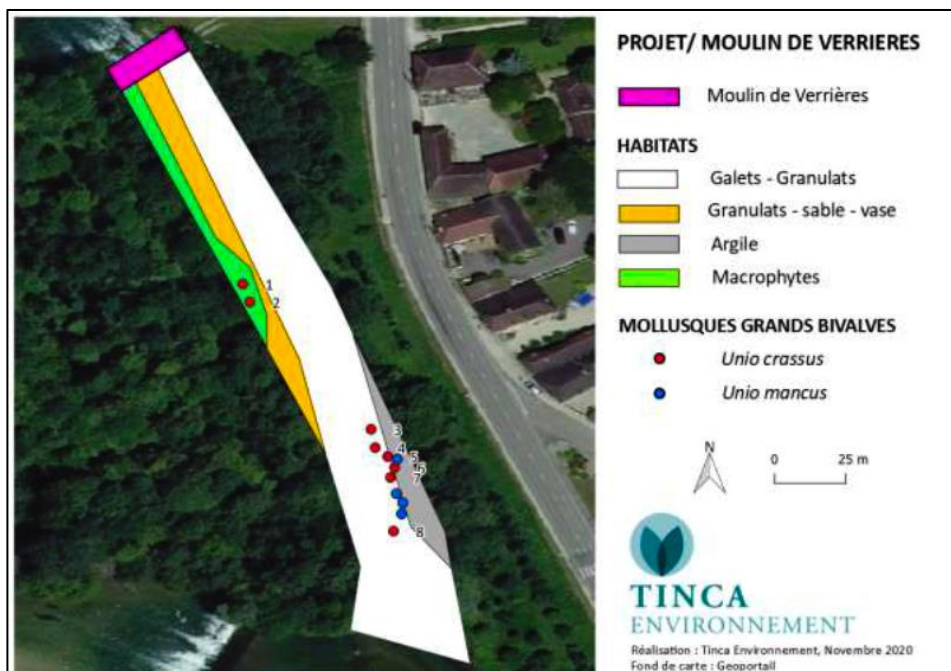 PROJET/ MOULIN DE VERRIERES
Moulin de Verrières
HABITATS
Galets - Granulats
Granulats - sable - vase
Argile
Macrophytes
MOLLUSQUES GRANDS BIVALVES
Unio crassus
Unio mancus
N
0 25 m
TINCA
ENVIRONNEMENT
Réalisation : Tinca Environnement, Novembre 2020
Fond de carte : Geoportail
1
2
3
4
5
6
7
8